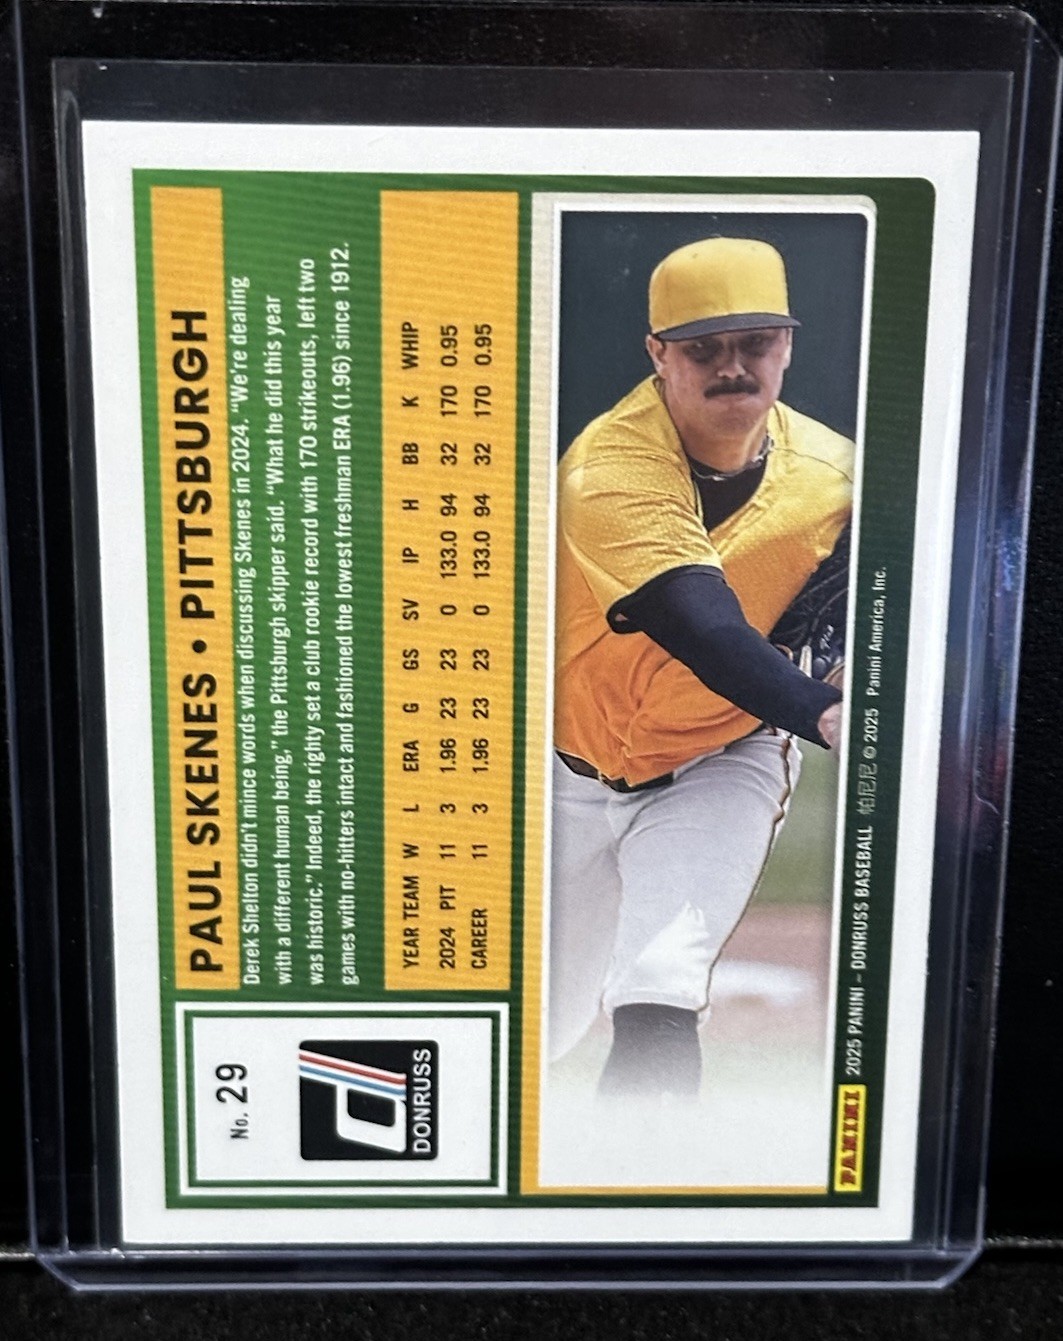 No. 29
DONRUSS
PAUL SKENES • PITTSBURGH
Derek Shelton didn't mince words when discussing Skenes in 2024. "We're dealing
with a different human being," the Pittsburgh skipper said. "What he did this year
was historic." Indeed, the righty set a club rookie record with 170 strikeouts, left two
games with no-hitters intact and fashioned the lowest freshman ERA (1.96) since 1912.
YEAR TEAM W L ERA G GS SV IP H BB K WHIP
2024 PIT 11 3 1.96 23 23 0 133.0 94 32 170 0.95
CAREER 11 3 1.96 23 23 0 133.0 94 32 170 0.95
PANINI 2025 PANINI – DONRUSS BASEBALL 帕尼尼 © 2025 Panini America, Inc.